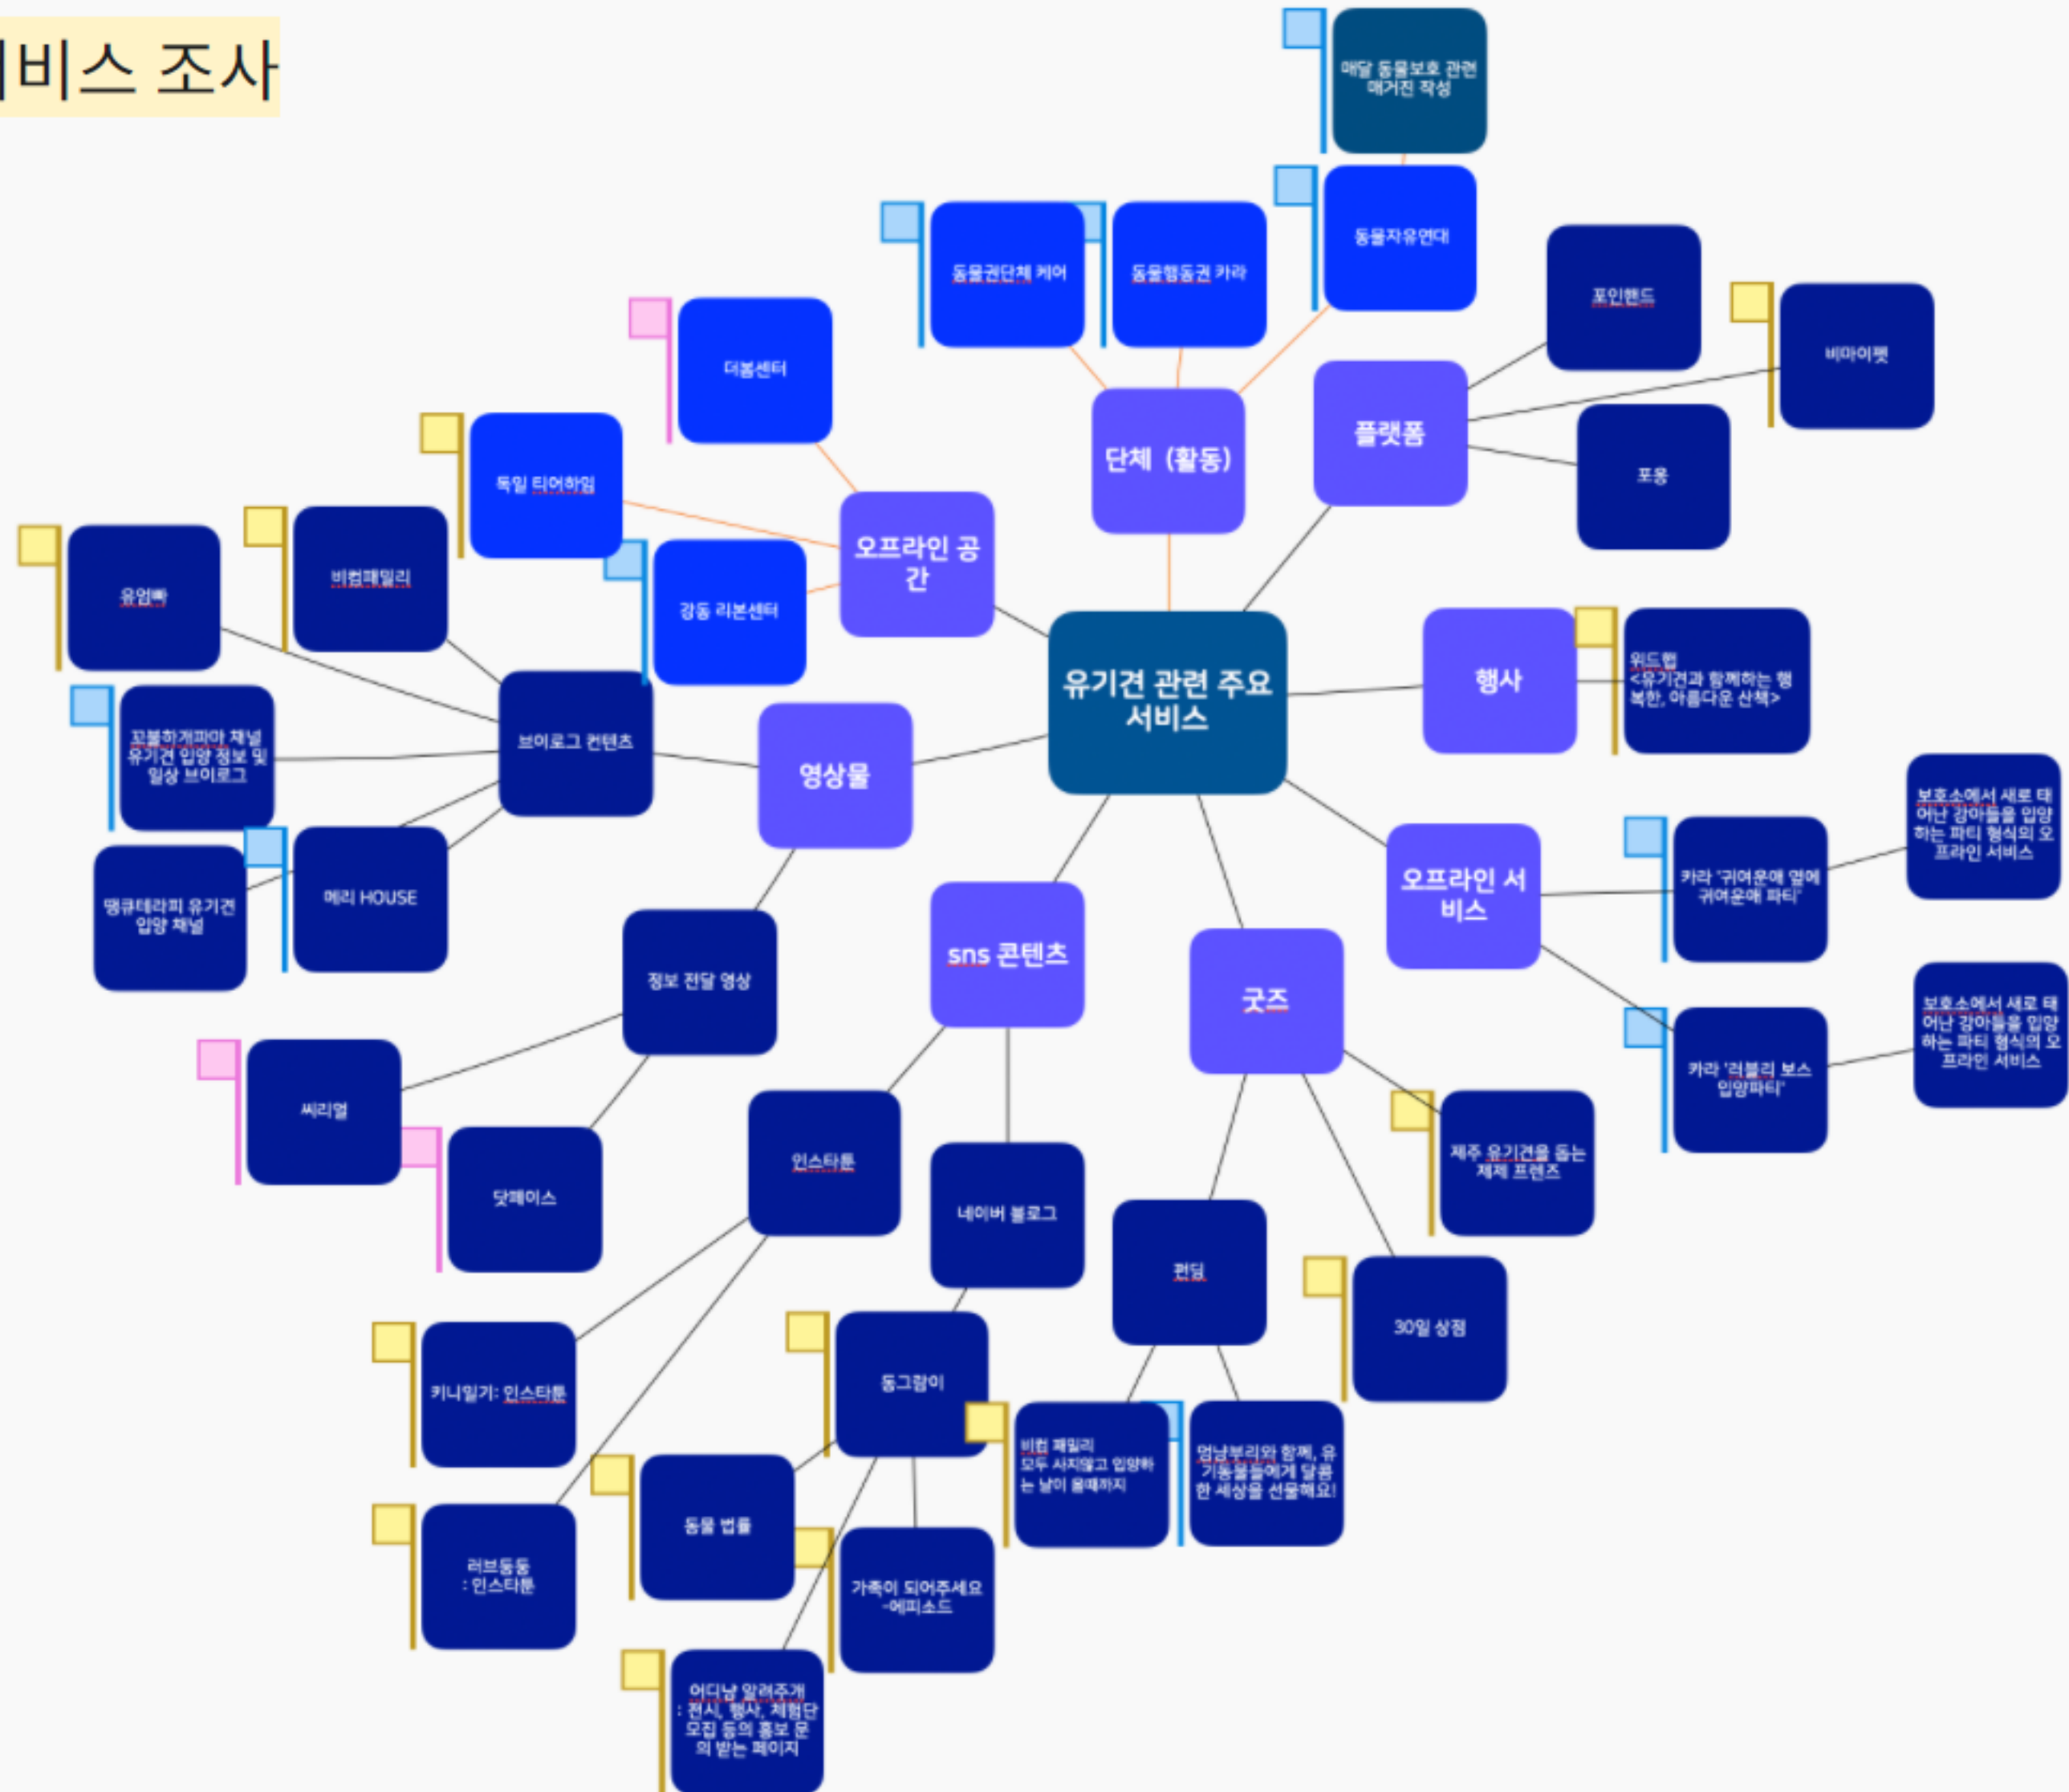 비스 조사
매달 동물보호 관련
매거진 작성
동물자유연대
동물권단체 케어
동물행동권 카라
포인핸드
비마이펫
더봄센터
플랫폼
단체 (활동)
포옹
독일 티어하임
오프라인 공
간
비컴패밀리
유엄빠
강동 리본센터
유기견 관련 주요
서비스
행사
위드햅
<유기견과 함께하는 행
복한, 아름다운 산책>
브이로그 컨텐츠
꼬불하개파마 채널
유기견 입양 정보 및
일상 브이로그
영상물
보호소에서 새로 태
어난 강아들을 입양
하는 파티 형식의 오
프라인 서비스
오프라인 서
비스
카라 '귀여운애 옆에
귀여운애 파티'
메리 HOUSE
땡큐테라피 유기견
입양 채널
sns 콘텐츠
정보 전달 영상
굿즈
보호소에서 새로 태
어난 강아들을 입양
하는 파티 형식의 오
프라인 서비스
카라 '러블리 보스
입양파티'
씨리얼
닷페이스
인스타툰
제주 유기견을 돕는
제제 프렌즈
네이버 블로그
펀딩
30일 상점
키니일기: 인스타툰
동그람이
비컴 패밀리
모두 사지않고 입양하
는 날이 올때까지
멍냥부리와 함께, 유
기동물들에게 달콤
한 세상을 선물해요!
동물 법률
러브둥둥
: 인스타툰
가족이 되어주세요
-에피소드
어디냥 알려주개
: 전시, 행사, 체험단
모집 등의 홍보 문
의 받는 페이지